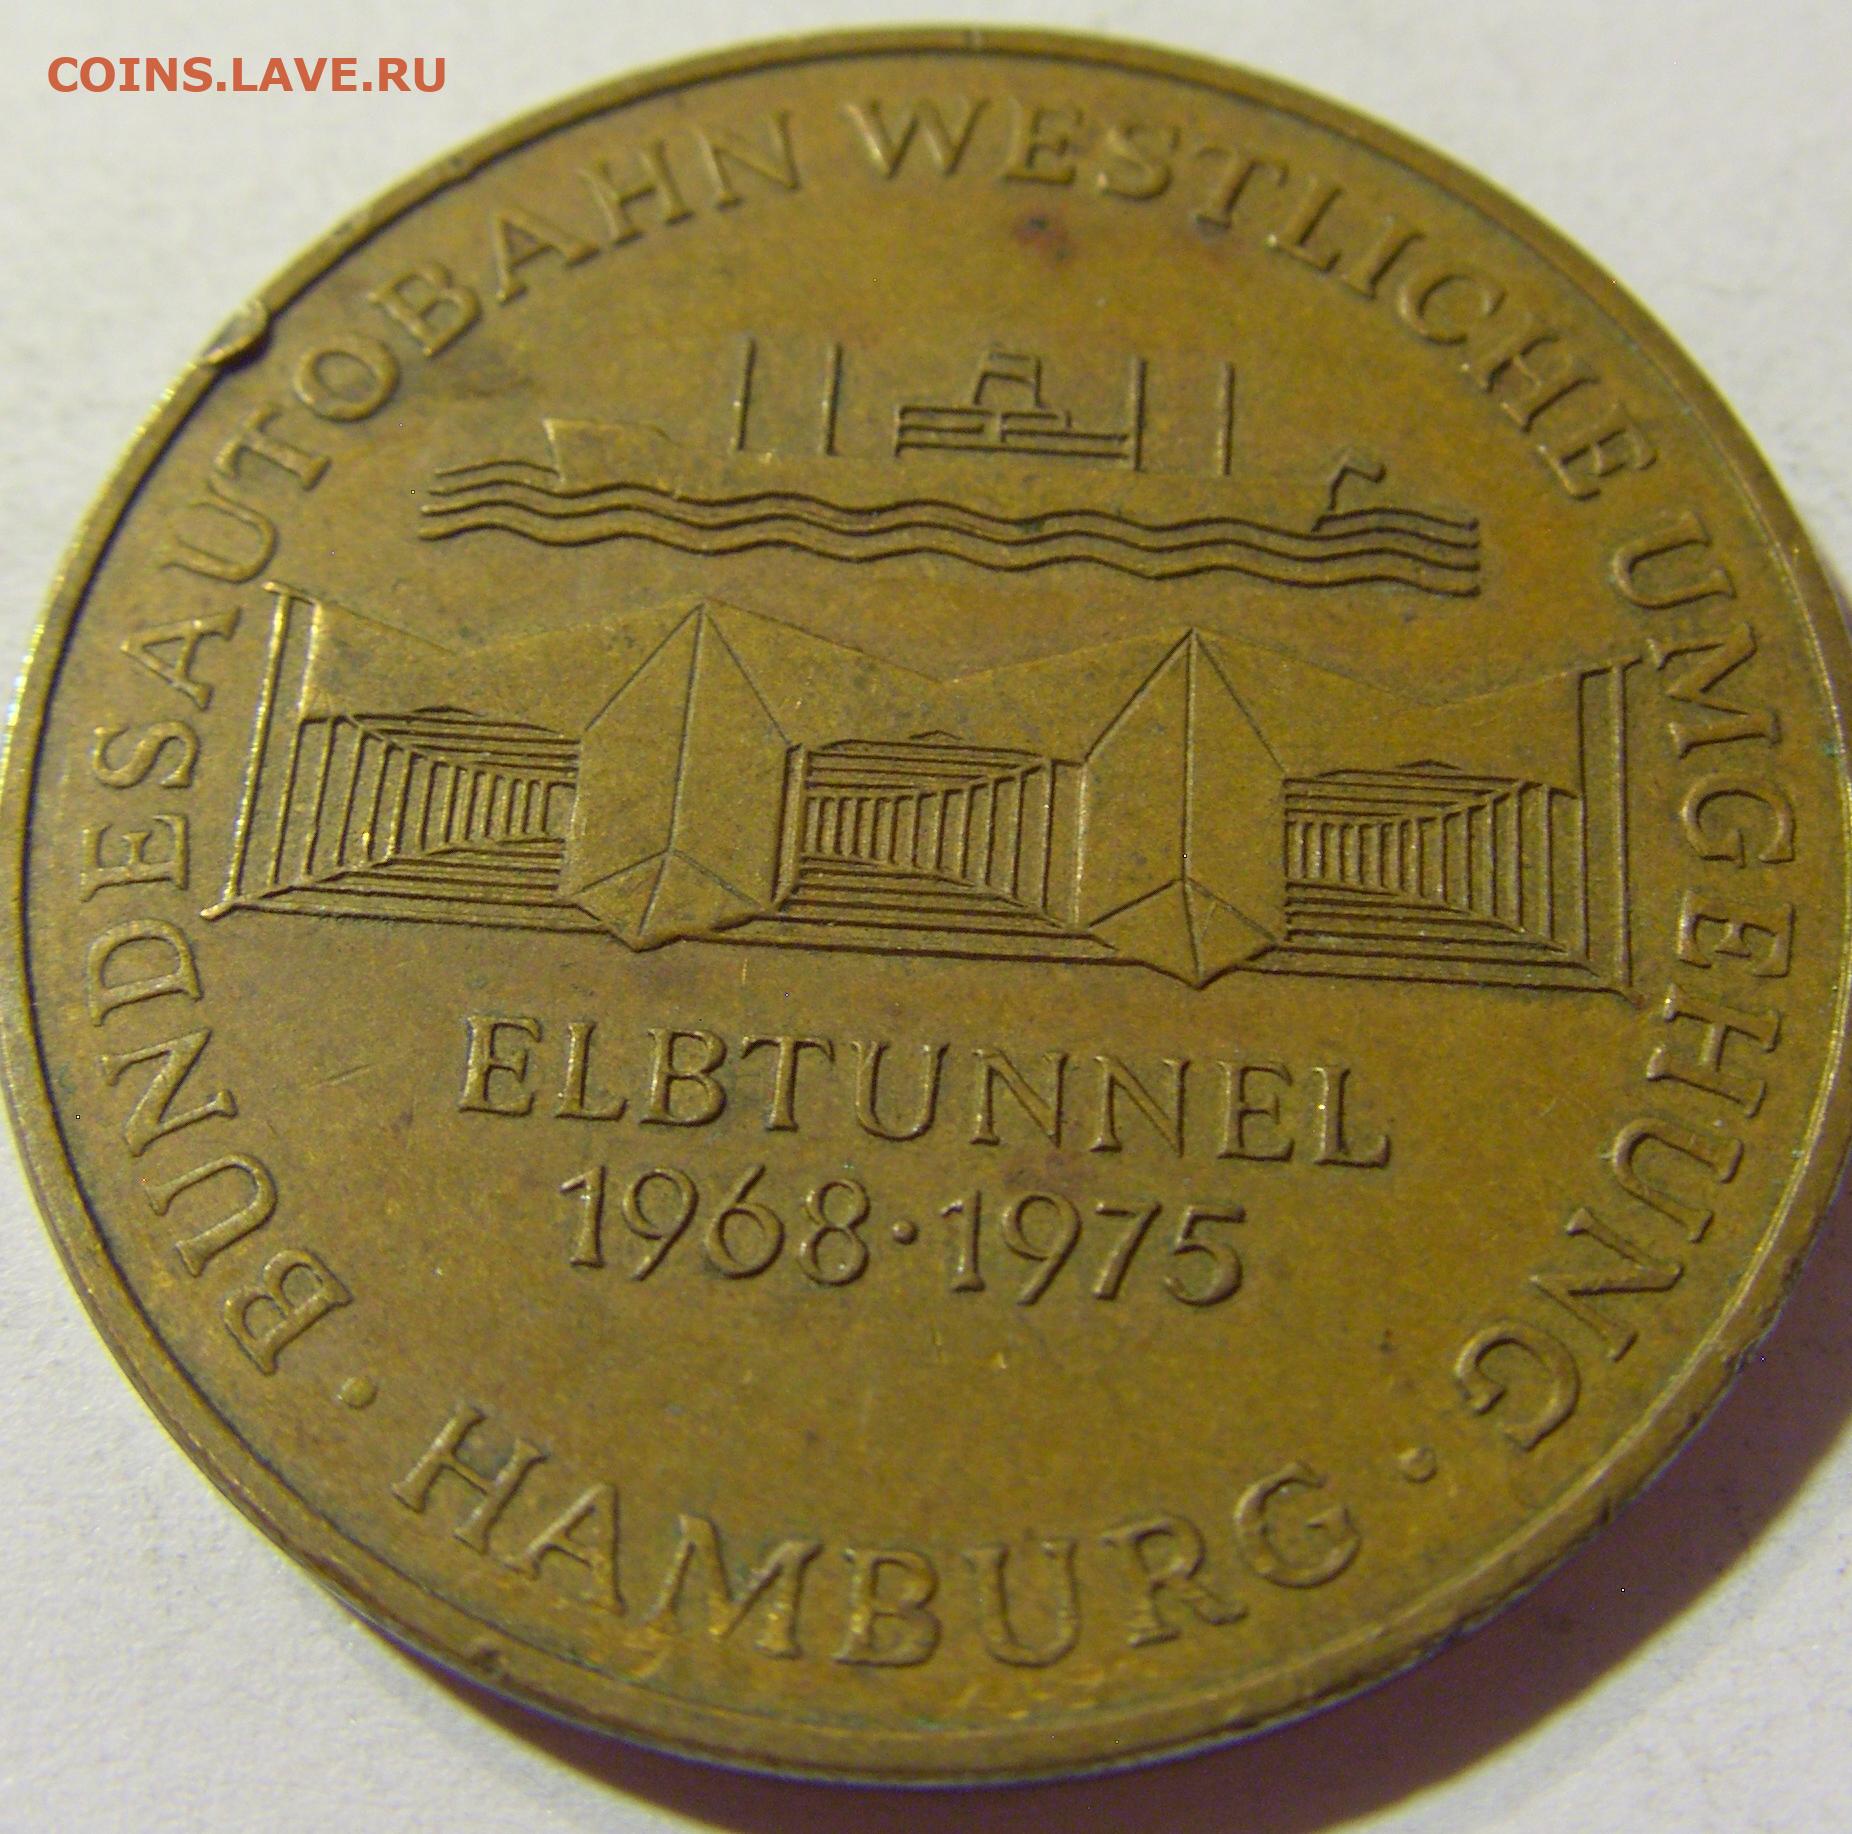 COINS.LAVE.RU
BUNDESAUTOBAHN WESTLICHE UMGEHUNG
ELBTUNNEL
1968·1975
· HAMBURG ·